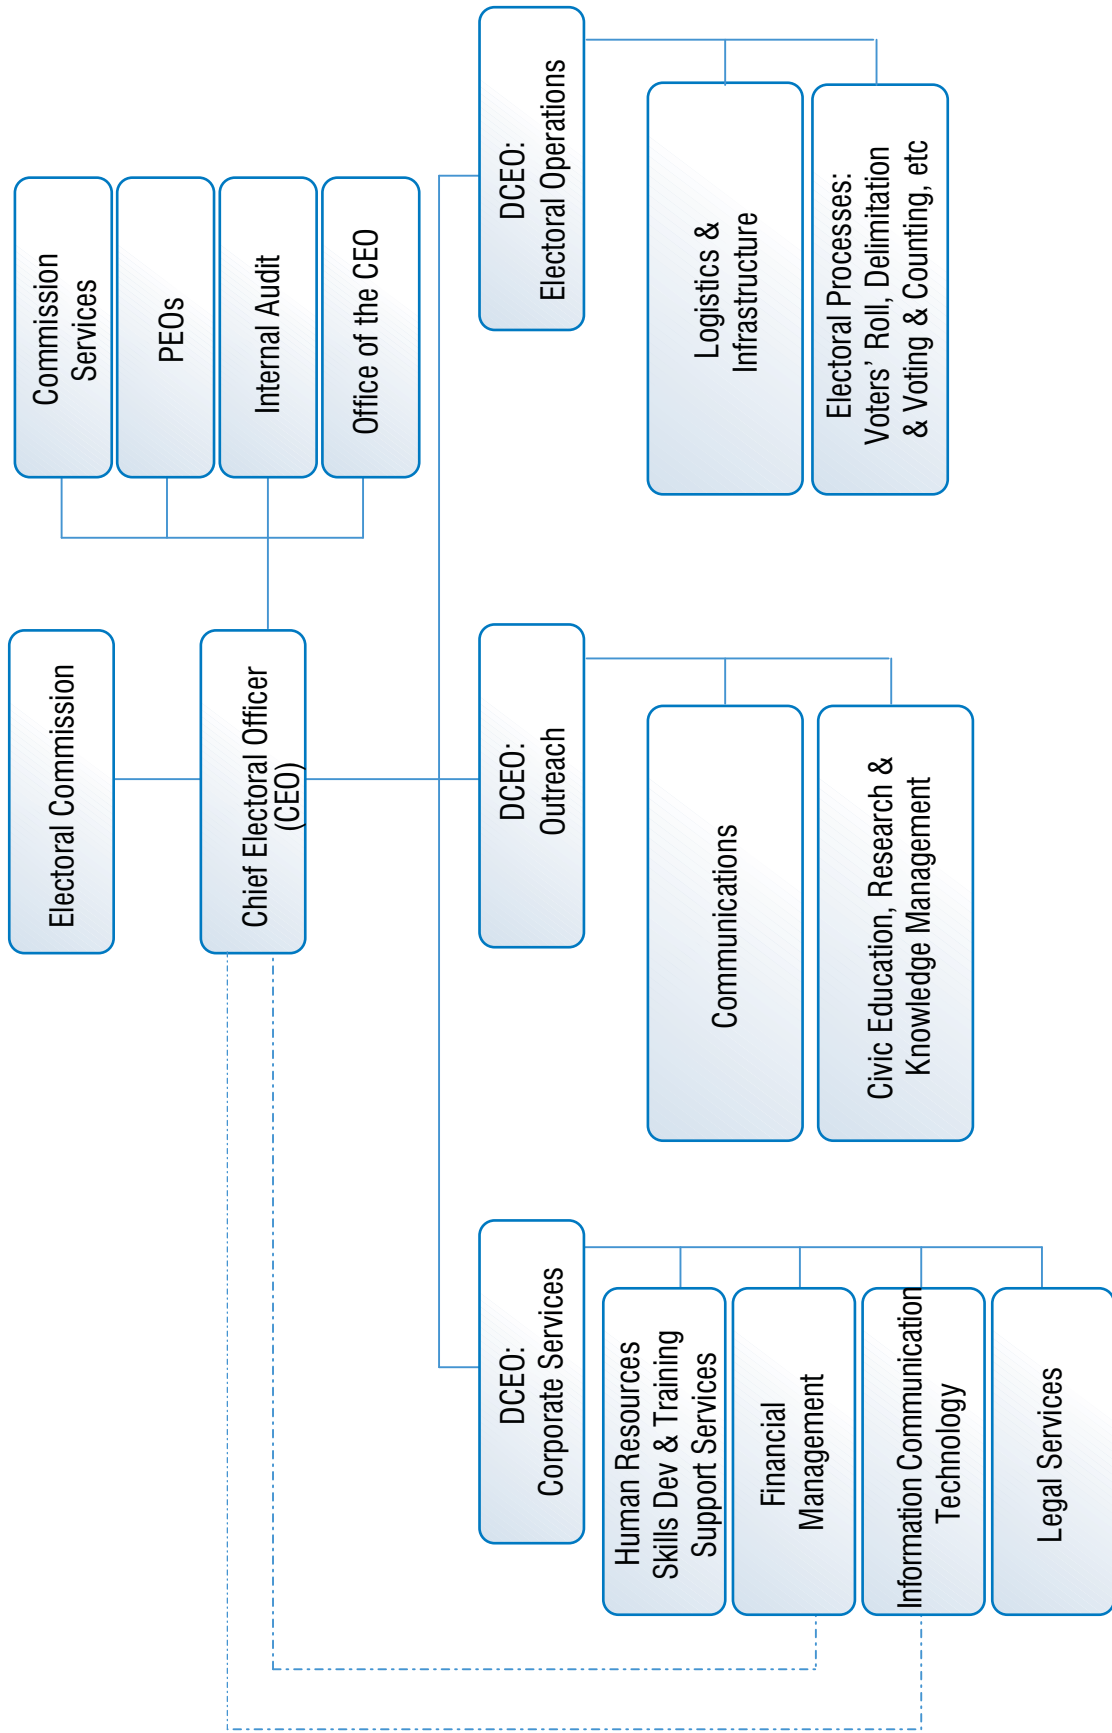 Electoral Commission
Chief Electoral Officer
(CEO)
Commission
Services
PEOs
Internal Audit
Office of the CEO
DCEO:
Corporate Services
Human Resources
Skills Dev & Training
Support Services
Financial
Management
Information Communication
Technology
Legal Services
DCEO:
Outreach
Communications
Civic Education, Research &
Knowledge Management
DCEO:
Electoral Operations
Logistics &
Infrastructure
Electoral Processes:
Voters’ Roll, Delimitation
& Voting & Counting, etc